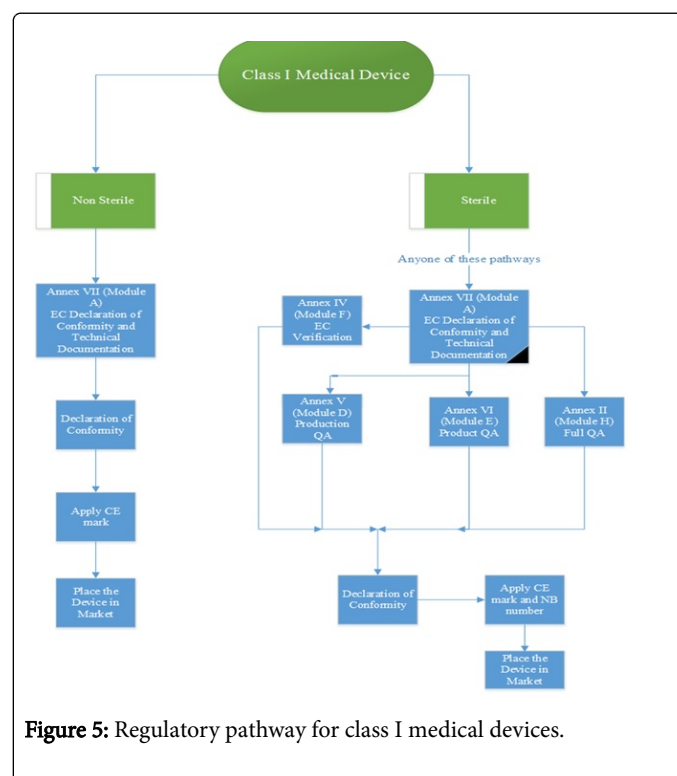 Class I Medical Device
Non Sterile
Sterile
Anyone of these pathways
Annex VII (Module
A)
EC Declaration of
Conformity and
Technical
Documentation
Annex IV
(Module F)
EC
Verification
Annex VII (Module
A)
EC Declaration of
Conformity and
Technical
Documentation
Declaration of
Conformity
Annex V
(Module D)
Production
QA
Annex VI
(Module E)
Product QA
Annex II
(Module H)
Full QA
Apply CE
mark
Place the
Device in
Market
Declaration of
Conformity
Apply CE
mark and NB
number
Place the
Device in
Market
Figure 5: Regulatory pathway for class I medical devices.